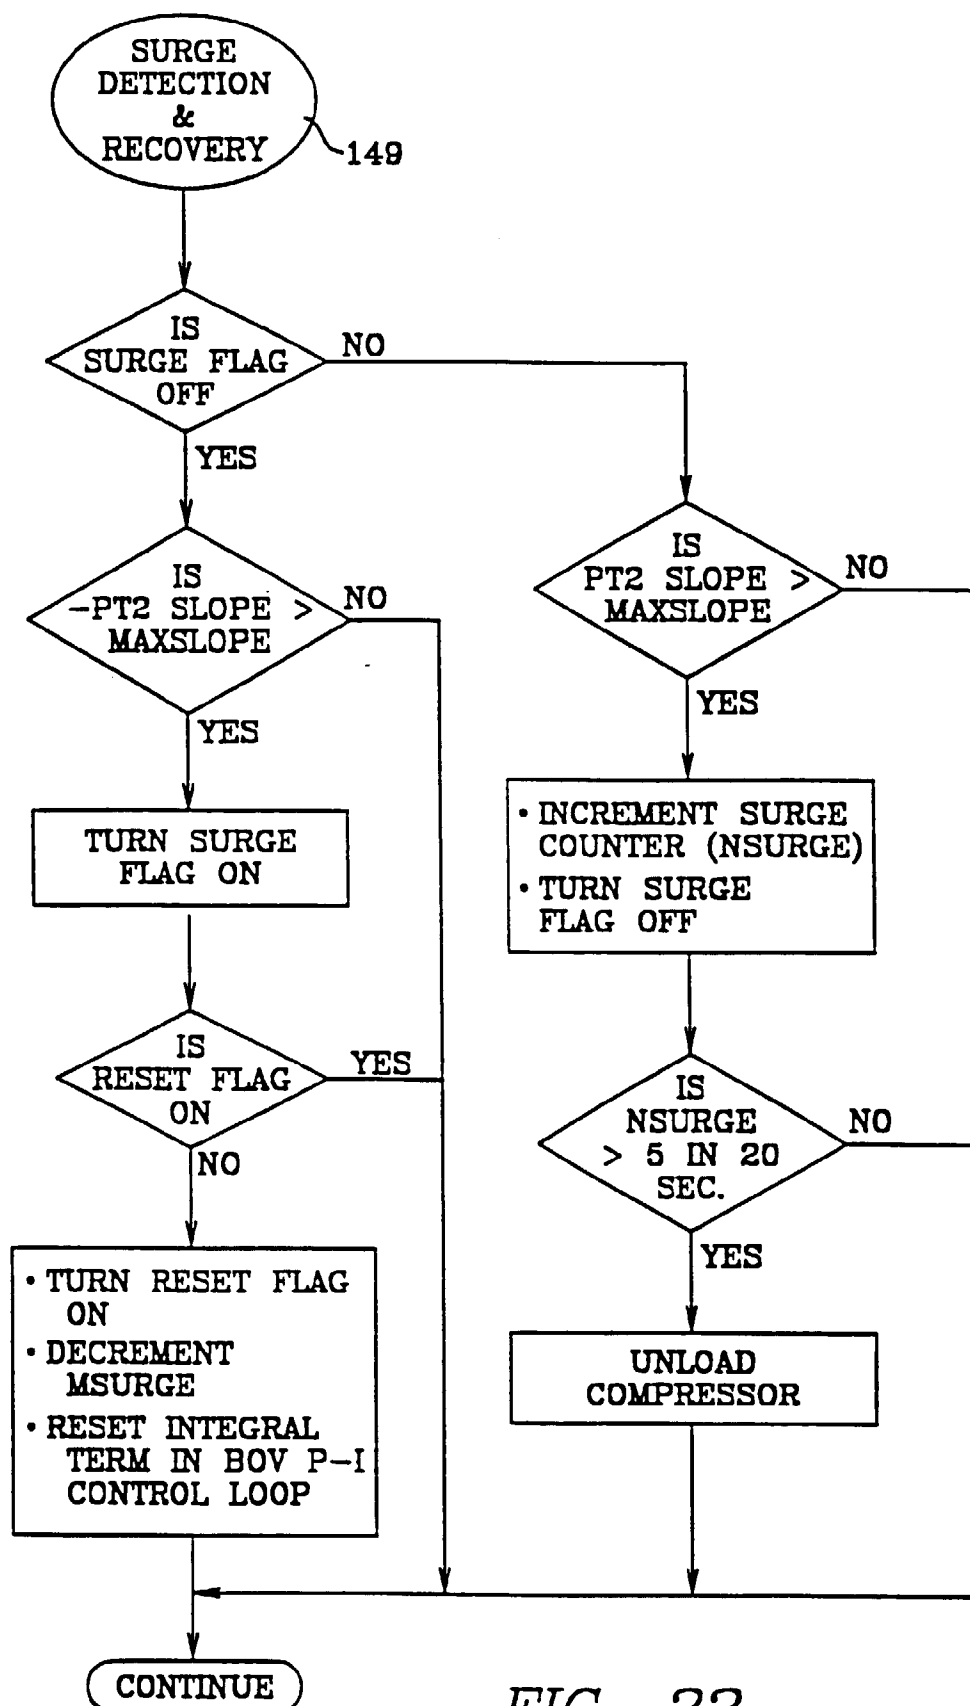 SURGE
DETECTION
&
RECOVERY
149
IS
SURGE FLAG
OFF
NO
YES
IS
-PT2 SLOPE >
MAXSLOPE
NO
YES
TURN SURGE
FLAG ON
IS
RESET FLAG
ON
YES
NO
• TURN RESET FLAG
ON
• DECREMENT
MSURGE
• RESET INTEGRAL
TERM IN BOV P-I
CONTROL LOOP
IS
PT2 SLOPE >
MAXSLOPE
NO
YES
• INCREMENT SURGE
COUNTER (NSURGE)
• TURN SURGE
FLAG OFF
IS
NSURGE
> 5 IN 20
SEC.
NO
YES
UNLOAD
COMPRESSOR
CONTINUE
FIG. 22